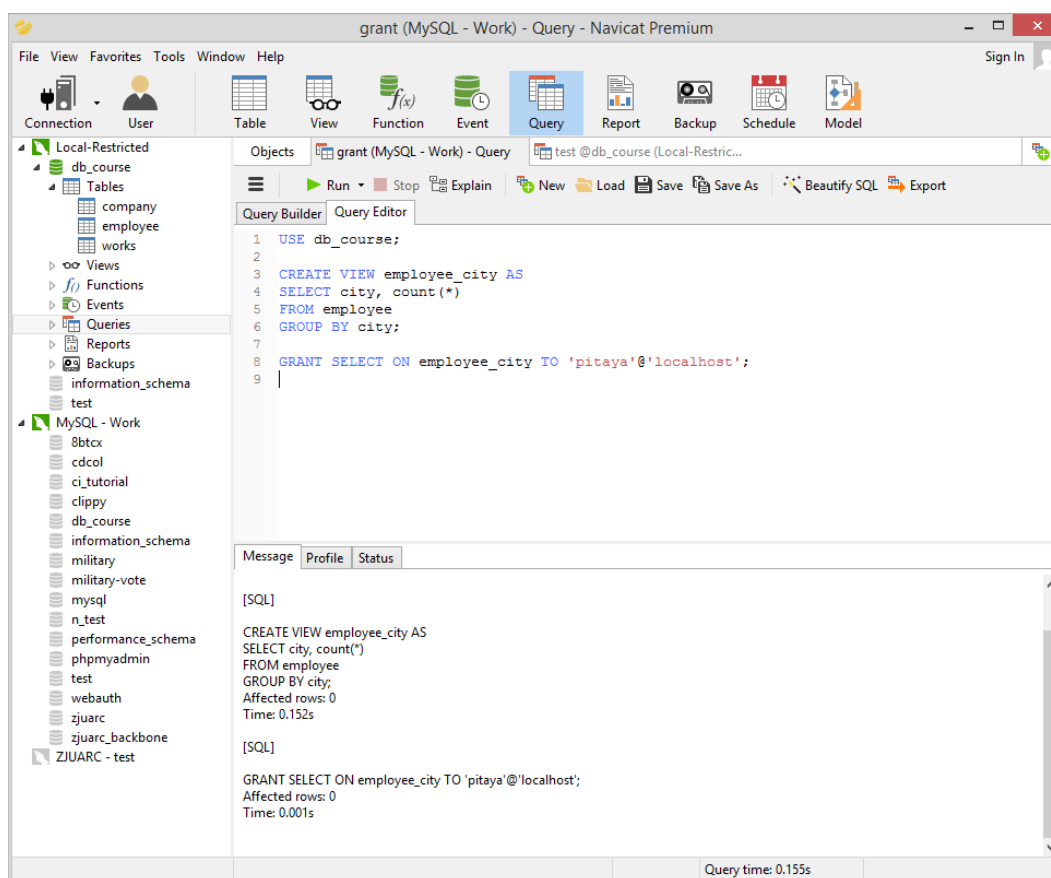 grant (MySQL - Work) - Query - Navicat Premium
File View Favorites Tools Window Help Sign In
Connection User Table View Function Event Query Report Backup Schedule Model
Local-Restricted
db_course
Tables
company
employee
works
Views
Functions
Events
Queries
Reports
Backups
information_schema
test
MySQL - Work
8btcx
cdcol
ci_tutorial
clippy
db_course
information_schema
military
military-vote
mysql
n_test
performance_schema
phpmyadmin
test
webauth
zjuarc
zjuarc_backbone
ZJUARC - test
Objects grant (MySQL - Work) - Query test @db_course (Local-Restric...
Run Stop Explain New Load Save Save As Beautify SQL Export
Query Builder Query Editor
1 USE db_course;
2
3 CREATE VIEW employee_city AS
4 SELECT city, count(*)
5 FROM employee
6 GROUP BY city;
7
8 GRANT SELECT ON employee_city TO 'pitaya'@'localhost';
9
Message Profile Status
[SQL]
CREATE VIEW employee_city AS
SELECT city, count(*)
FROM employee
GROUP BY city;
Affected rows: 0
Time: 0.152s
[SQL]
GRANT SELECT ON employee_city TO 'pitaya'@'localhost';
Affected rows: 0
Time: 0.001s
Query time: 0.155s